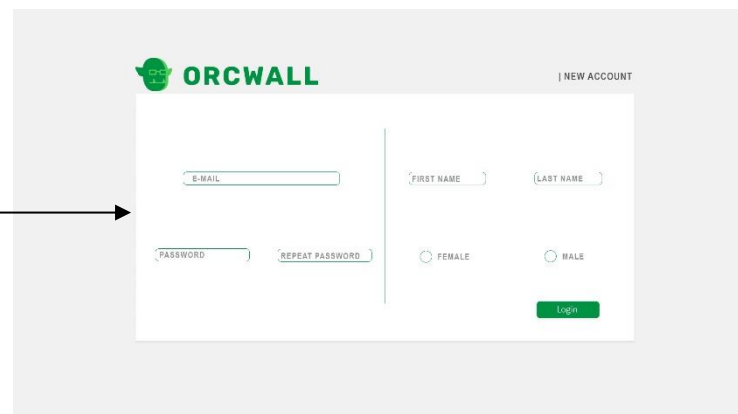 ORCWALL
| NEW ACCOUNT
E-MAIL
FIRST NAME
LAST NAME
PASSWORD
REPEAT PASSWORD
FEMALE
MALE
Login